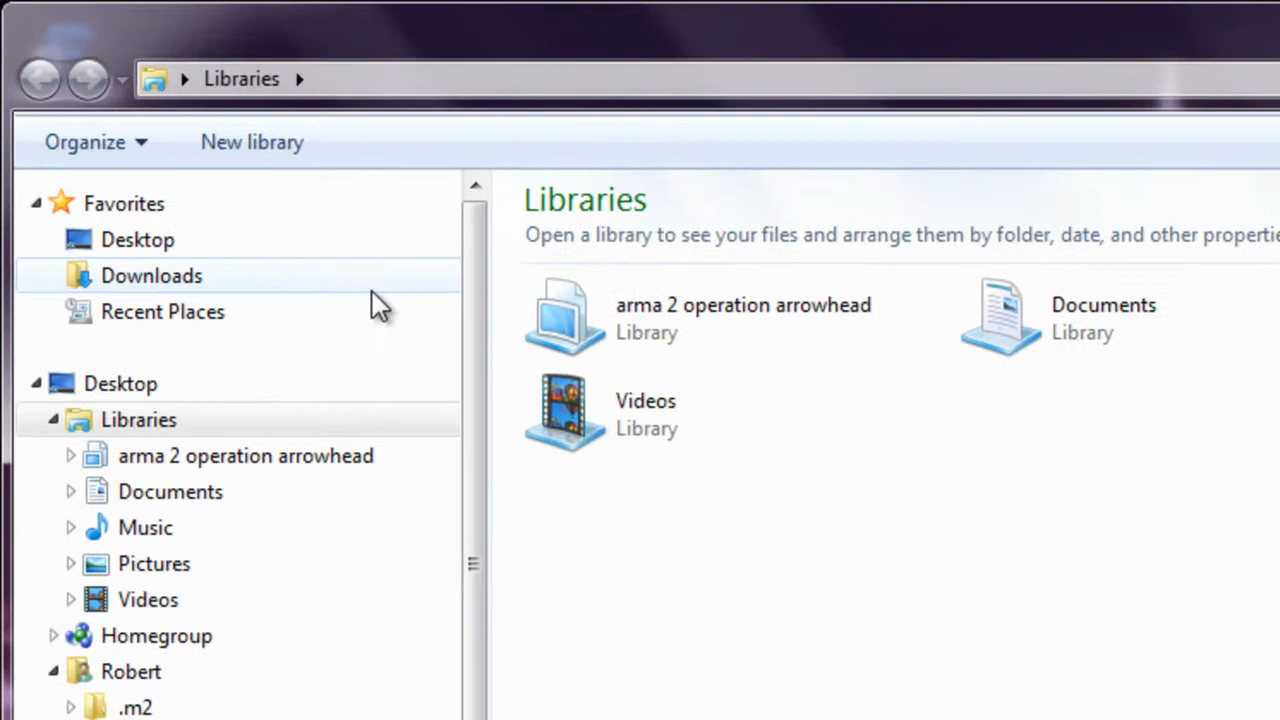 Libraries
Organize
New library
Favorites
Desktop
Downloads
Recent Places
Desktop
Libraries
arma 2 operation arrowhead
Documents
Music
Pictures
Videos
Homegroup
Robert
.m2
Libraries
Open a library to see your files and arrange them by folder, date, and other propertie
arma 2 operation arrowhead
Library
Documents
Library
Videos
Library